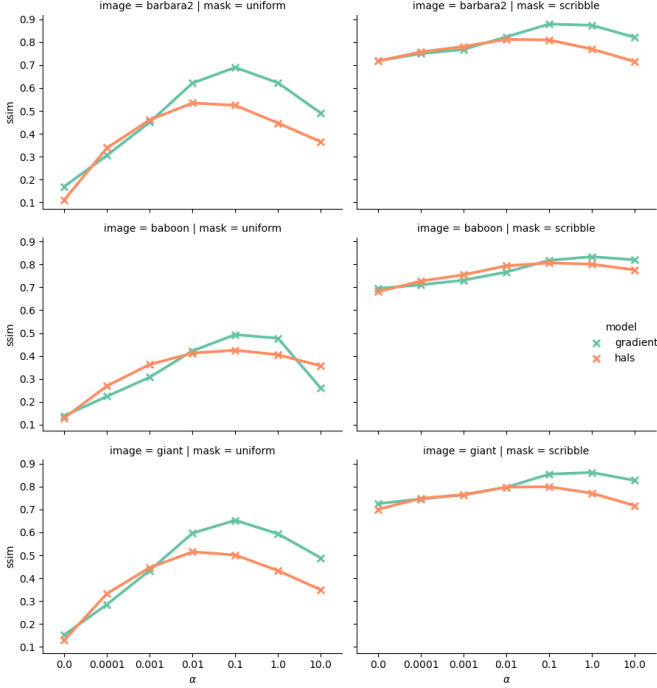 image = barbara2 | mask = uniform
image = barbara2 | mask = scribble
0.9
0.8
0.7
0.6
0.5
0.4
0.3
0.2
0.1
ssim
image = baboon | mask = uniform
image = baboon | mask = scribble
0.9
0.8
0.7
0.6
0.5
0.4
0.3
0.2
0.1
ssim
model
gradient
hals
image = giant | mask = uniform
image = giant | mask = scribble
0.9
0.8
0.7
0.6
0.5
0.4
0.3
0.2
0.1
ssim
0.0 0.0001 0.001 0.01 0.1 1.0 10.0
α
0.0 0.0001 0.001 0.01 0.1 1.0 10.0
α